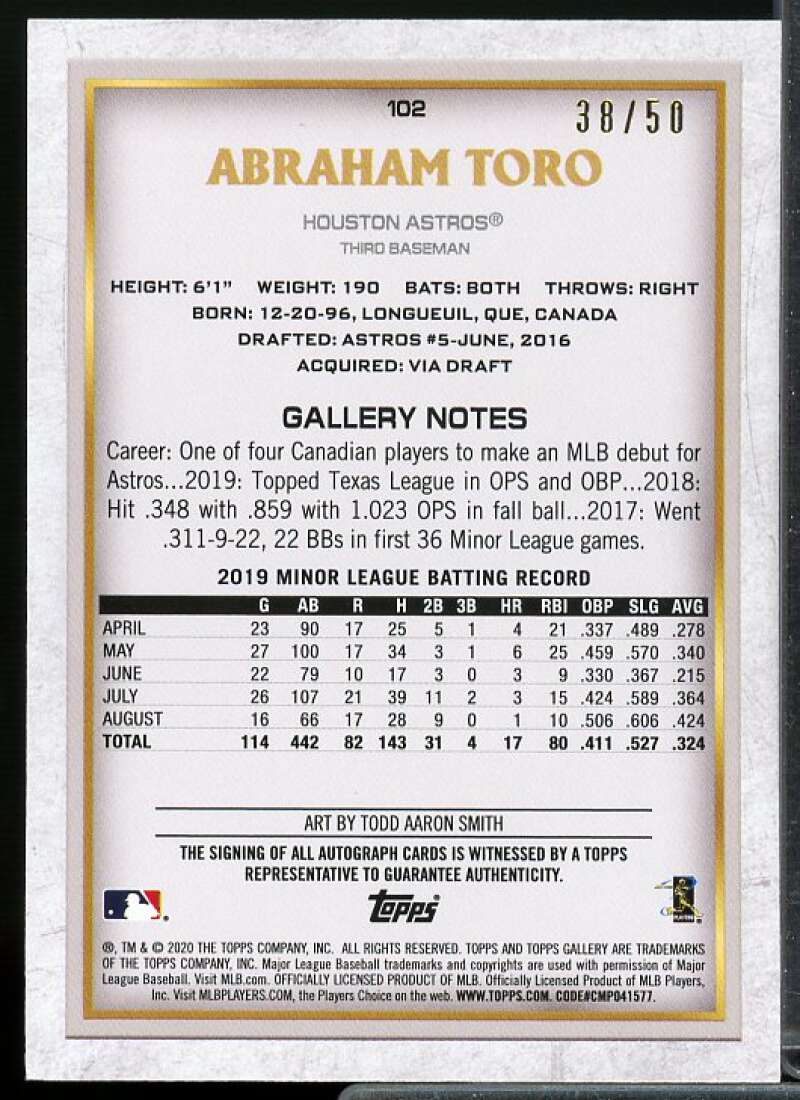 102
38/50
ABRAHAM TORO
HOUSTON ASTROS®
THIRD BASEMAN
HEIGHT: 6'1" WEIGHT: 190 BATS: BOTH THROWS: RIGHT
BORN: 12-20-96, LONGUEUIL, QUE, CANADA
DRAFTED: ASTROS #5-JUNE, 2016
ACQUIRED: VIA DRAFT
GALLERY NOTES
Career: One of four Canadian players to make an MLB debut for
Astros...2019: Topped Texas League in OPS and OBP...2018:
Hit .348 with .859 with 1.023 OPS in fall ball...2017: Went
.311-9-22, 22 BBs in first 36 Minor League games.
2019 MINOR LEAGUE BATTING RECORD
G AB R H 2B 3B HR RBI OBP SLG AVG
APRIL 23 90 17 25 5 1 4 21 .337 .489 .278
MAY 27 100 17 34 3 1 6 25 .459 .570 .340
JUNE 22 79 10 17 3 0 3 9 .330 .367 .215
JULY 26 107 21 39 11 2 3 15 .424 .589 .364
AUGUST 16 66 17 28 9 0 1 10 .506 .606 .424
TOTAL 114 442 82 143 31 4 17 80 .411 .527 .324
ART BY TODD AARON SMITH
THE SIGNING OF ALL AUTOGRAPH CARDS IS WITNESSED BY A TOPPS
REPRESENTATIVE TO GUARANTEE AUTHENTICITY.
topps
PLAYERS
®, TM & © 2020 THE TOPPS COMPANY, INC. ALL RIGHTS RESERVED. TOPPS AND TOPPS GALLERY ARE TRADEMARKS
OF THE TOPPS COMPANY, INC. Major League Baseball trademarks and copyrights are used with permission of Major
League Baseball. Visit MLB.com. OFFICIALLY LICENSED PRODUCT OF MLB. Officially Licensed Product of MLB Players,
Inc. Visit MLBPLAYERS.COM, the Players Choice on the web. WWW.TOPPS.COM. CODE#CMP041577.